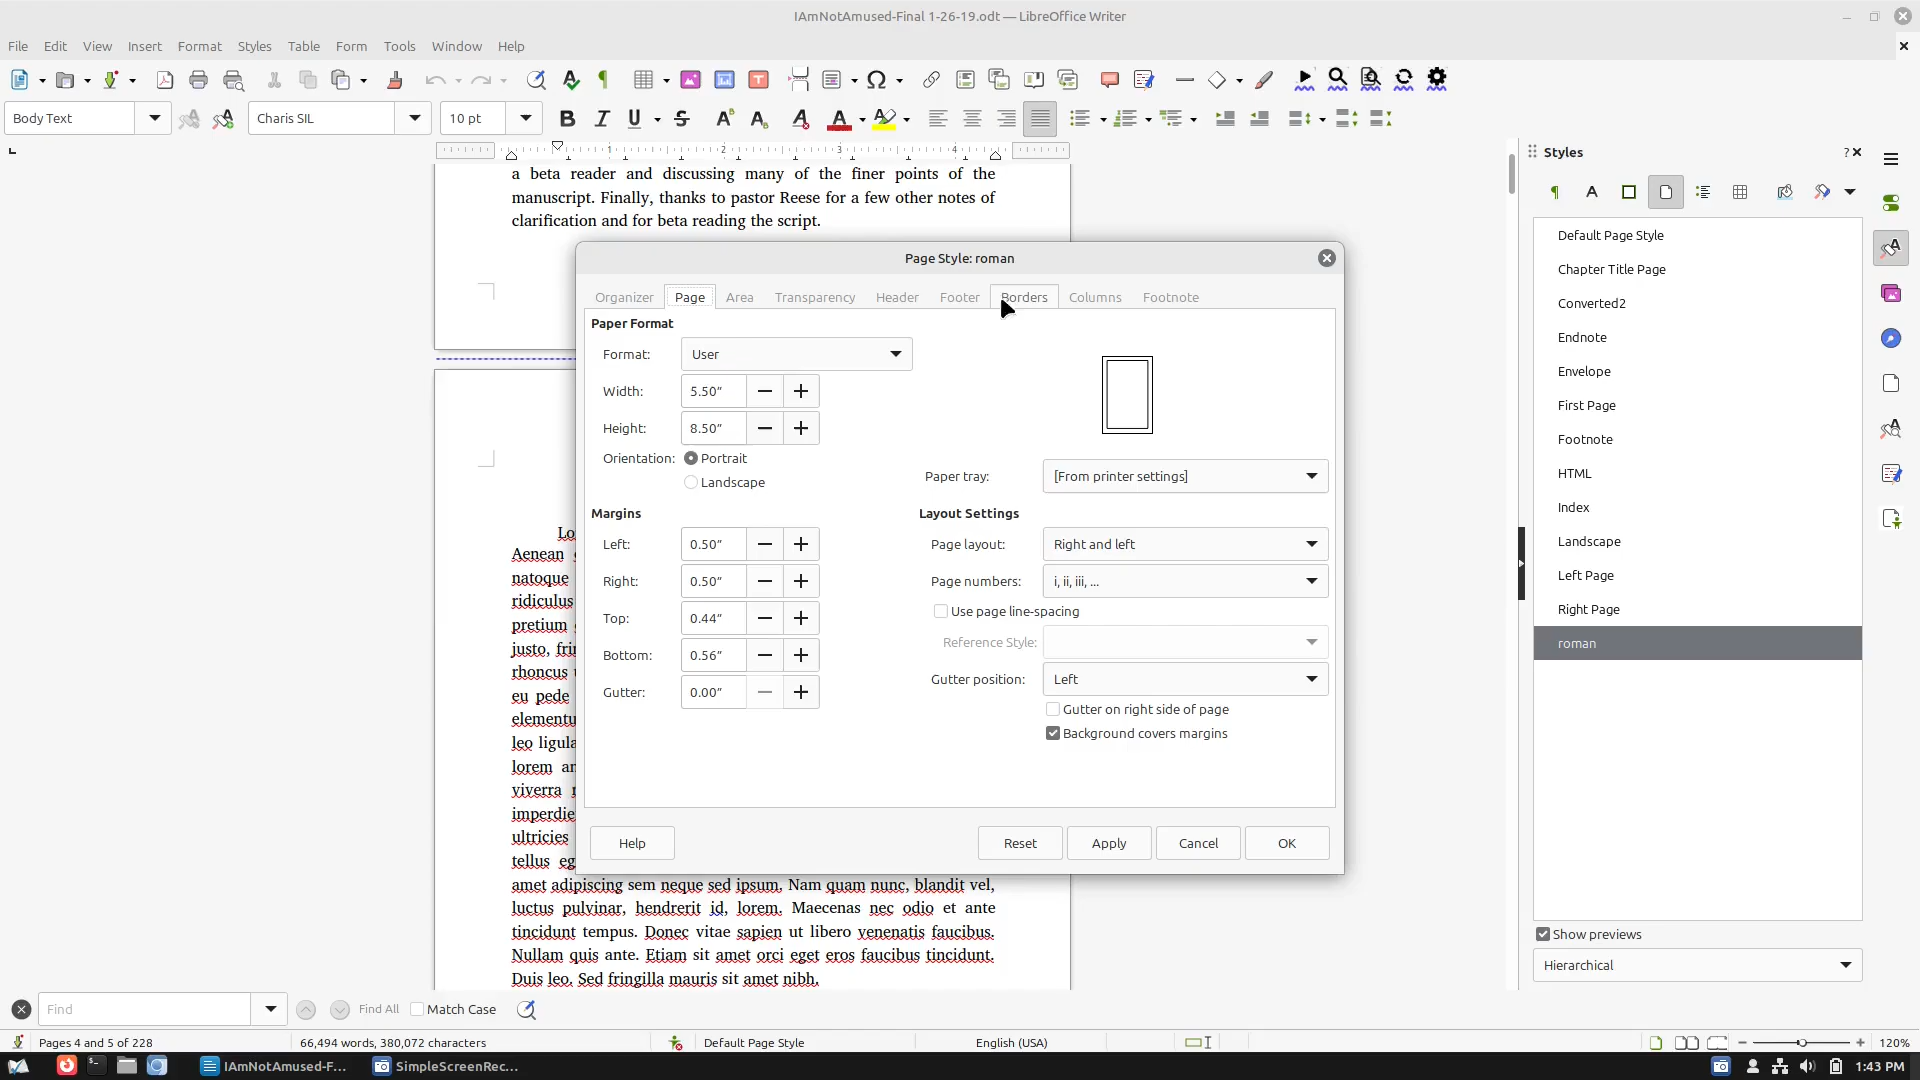 IAmNotAmused-Final 1-26-19.odt — LibreOffice Writer
File Edit View Insert Format Styles Table Form Tools Window Help
Body Text Charis SIL 10 pt
1 2 3 4
a beta reader and discussing many of the finer points of the
manuscript. Finally, thanks to pastor Reese for a few other notes of
clarification and for beta reading the script.
Page Style: roman
Organizer Page Area Transparency Header Footer Borders Columns Footnote
Paper Format
Format: User
Width: 5.50″
Height: 8.50″
Orientation: Portrait
Landscape
Paper tray: [From printer settings]
Margins
Left: 0.50″
Right: 0.50″
Top: 0.44″
Bottom: 0.56″
Gutter: 0.00″
Layout Settings
Page layout: Right and left
Page numbers: i, ii, iii, ...
Use page line-spacing
Reference Style:
Gutter position: Left
Gutter on right side of page
Background covers margins
Help Reset Apply Cancel OK
Lo
Aenean
natoque
ridiculus
pretium
justo, frin
rhoncus
eu pede
elementu
leo ligula
lorem an
viverra
imperdie
ultricies
tellus eg
amet adipiscing sem neque sed ipsum. Nam quam nunc, blandit vel,
luctus pulvinar, hendrerit id, lorem. Maecenas nec odio et ante
tincidunt tempus. Donec vitae sapien ut libero venenatis faucibus.
Nullam quis ante. Etiam sit amet orci eget eros faucibus tincidunt.
Duis leo. Sed fringilla mauris sit amet nibh.
Styles
Default Page Style
Chapter Title Page
Converted2
Endnote
Envelope
First Page
Footnote
HTML
Index
Landscape
Left Page
Right Page
roman
Show previews
Hierarchical
Find Find All Match Case
Pages 4 and 5 of 228 66,494 words, 380,072 characters Default Page Style English (USA) 120%
IAmNotAmused-F... SimpleScreenRec... 1:43 PM